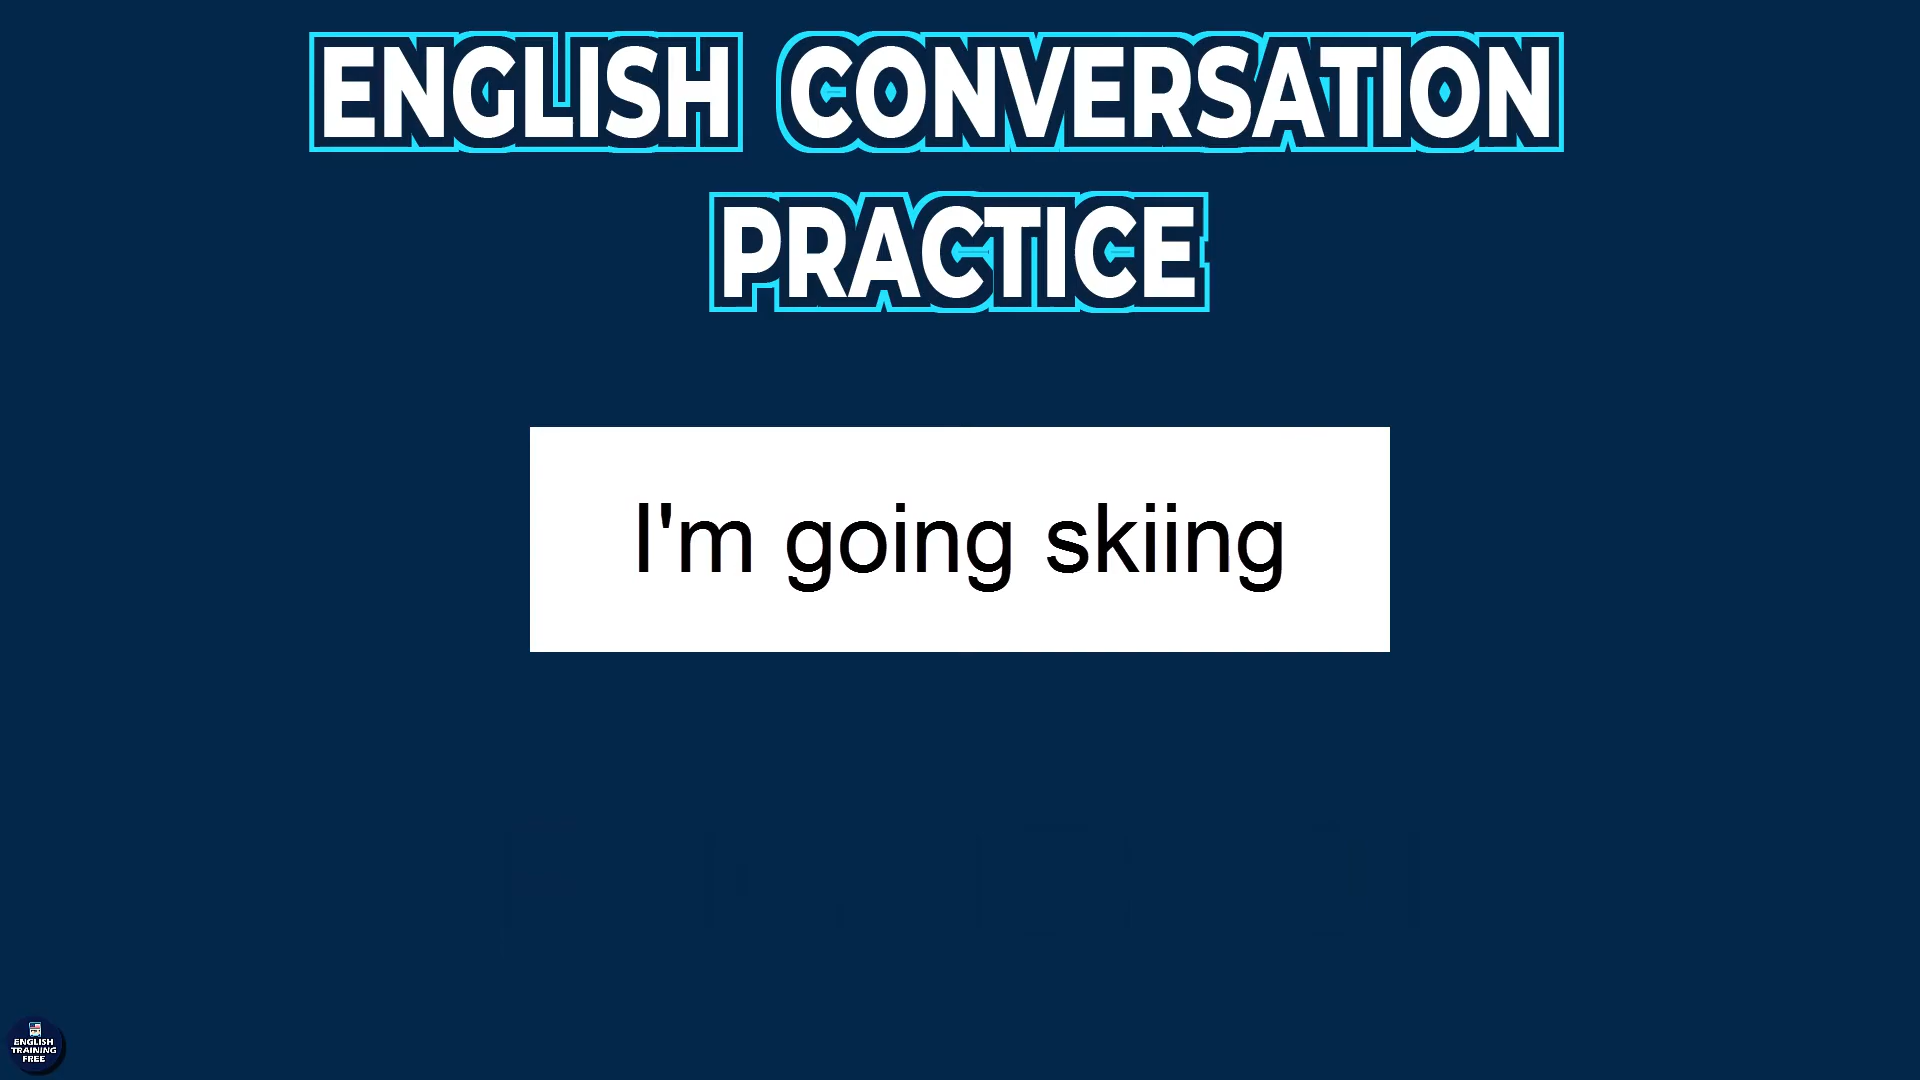 ENGLISH CONVERSATION
PRACTICE
I'm going skiing
ENGLISH
TRAINING
FREE